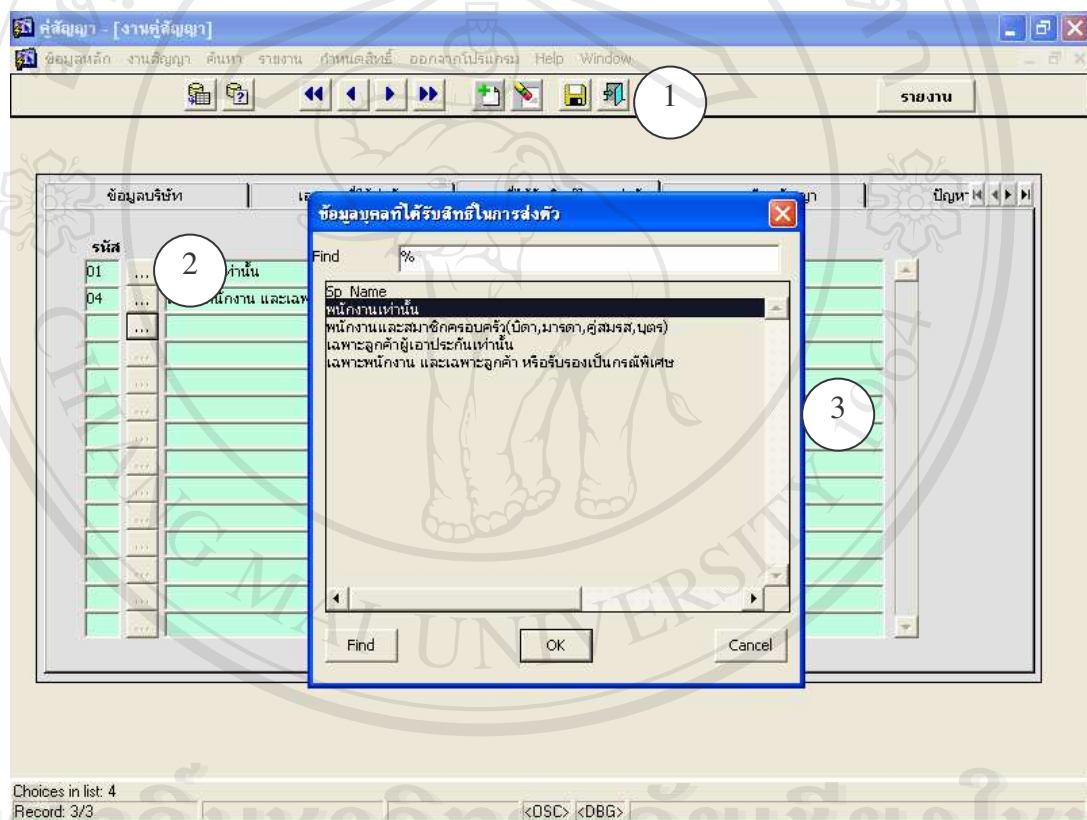 คู่สัญญา - [งานคู่สัญญา]
ข้อมูลหลัก งานสัญญา ค้นหา รายงาน กำหนดสิทธิ์ ออกจากโปรแกรม Help Window
1
รายงาน
ข้อมูลบริษัท
ปัญหา
ข้อมูลบุคลที่ได้รับสิทธิ์ในการส่งตัว
รหัส
Find %
01 ... 2 เท่านั้น
04 ... นักงาน และเฉพ
Sp Name
พนักงานเท่านั้น
พนักงานและสมาชิกครอบครัว(บิดา,มารดา,คู่สมรส,บุตร)
เฉพาะลูกค้าผู้เอาประกันเท่านั้น
เฉพาะพนักงาน และเฉพาะลูกค้า หรือรับรองเป็นกรณีพิเศษ
3
Find OK Cancel
CHIANG MAI UNIVERSITY 1964
Choices in list: 4
Record: 3/3 <OSC> <DBG>